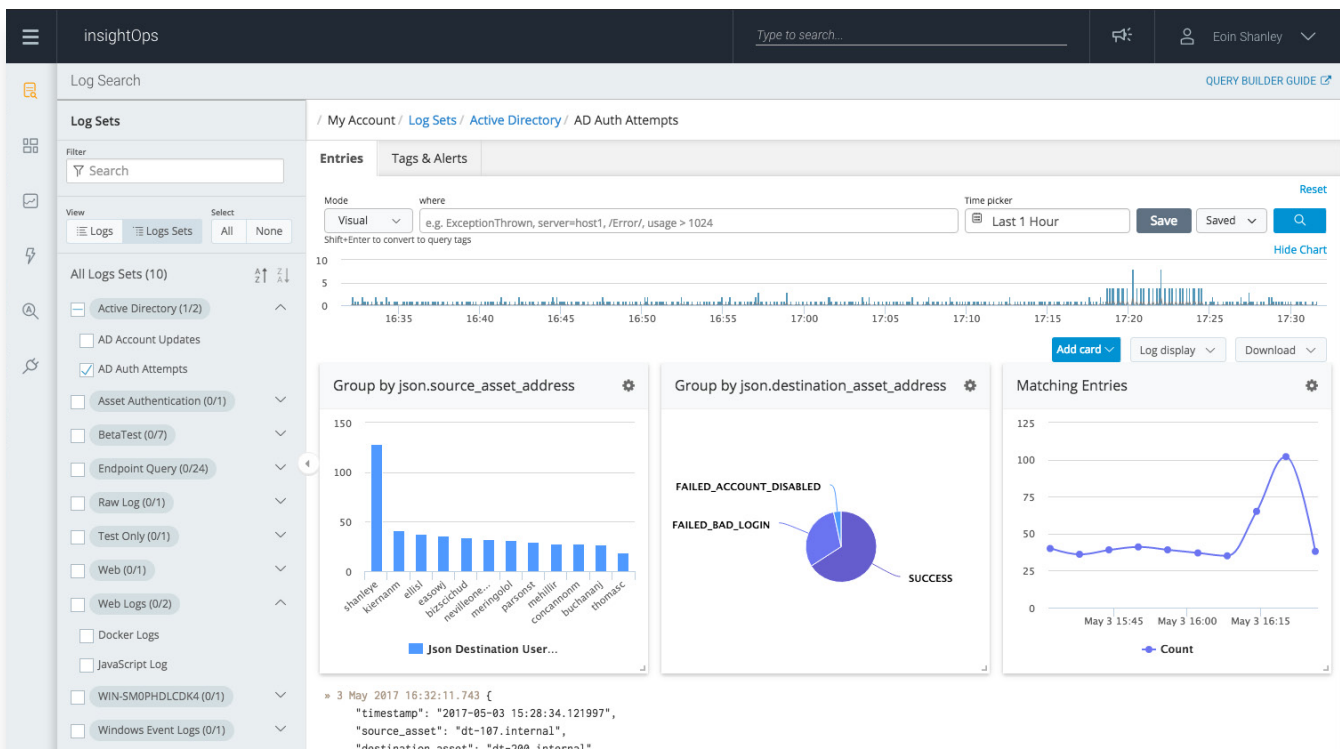 insightOps
Type to search...
Eoin Shanley
Log Search
QUERY BUILDER GUIDE
Log Sets
Filter
Search
View
Select
Logs
Logs Sets
All
None
All Logs Sets (10)
Active Directory (1/2)
AD Account Updates
AD Auth Attempts
Asset Authentication (0/1)
BetaTest (0/7)
Endpoint Query (0/24)
Raw Log (0/1)
Test Only (0/1)
Web (0/1)
Web Logs (0/2)
Docker Logs
JavaScript Log
WIN-SM0PHDLCDK4 (0/1)
Windows Event Logs (0/1)
/ My Account / Log Sets / Active Directory / AD Auth Attempts
Entries
Tags & Alerts
Reset
Mode
where
Time picker
Visual
e.g. ExceptionThrown, server=host1, /Error/, usage > 1024
Last 1 Hour
Save
Saved
Shift+Enter to convert to query tags
Hide Chart
10
5
0
16:35 16:40 16:45 16:50 16:55 17:00 17:05 17:10 17:15 17:20 17:25 17:30
Add card
Log display
Download
Group by json.source_asset_address
150
100
50
0
shanleye
kiernanm
ellisl
easowj
bizscichud
nevilleone...
meringolol
parsonst
mehillir
concannonm
buchananj
thomasc
Json Destination User...
Group by json.destination_asset_address
FAILED_ACCOUNT_DISABLED
FAILED_BAD_LOGIN
SUCCESS
Matching Entries
125
100
75
50
25
0
May 3 15:45 May 3 16:00 May 3 16:15
Count
» 3 May 2017 16:32:11.743 {
"timestamp": "2017-05-03 15:28:34.121997",
"source_asset": "dt-107.internal",
"destination_asset": "dt-200.internal"